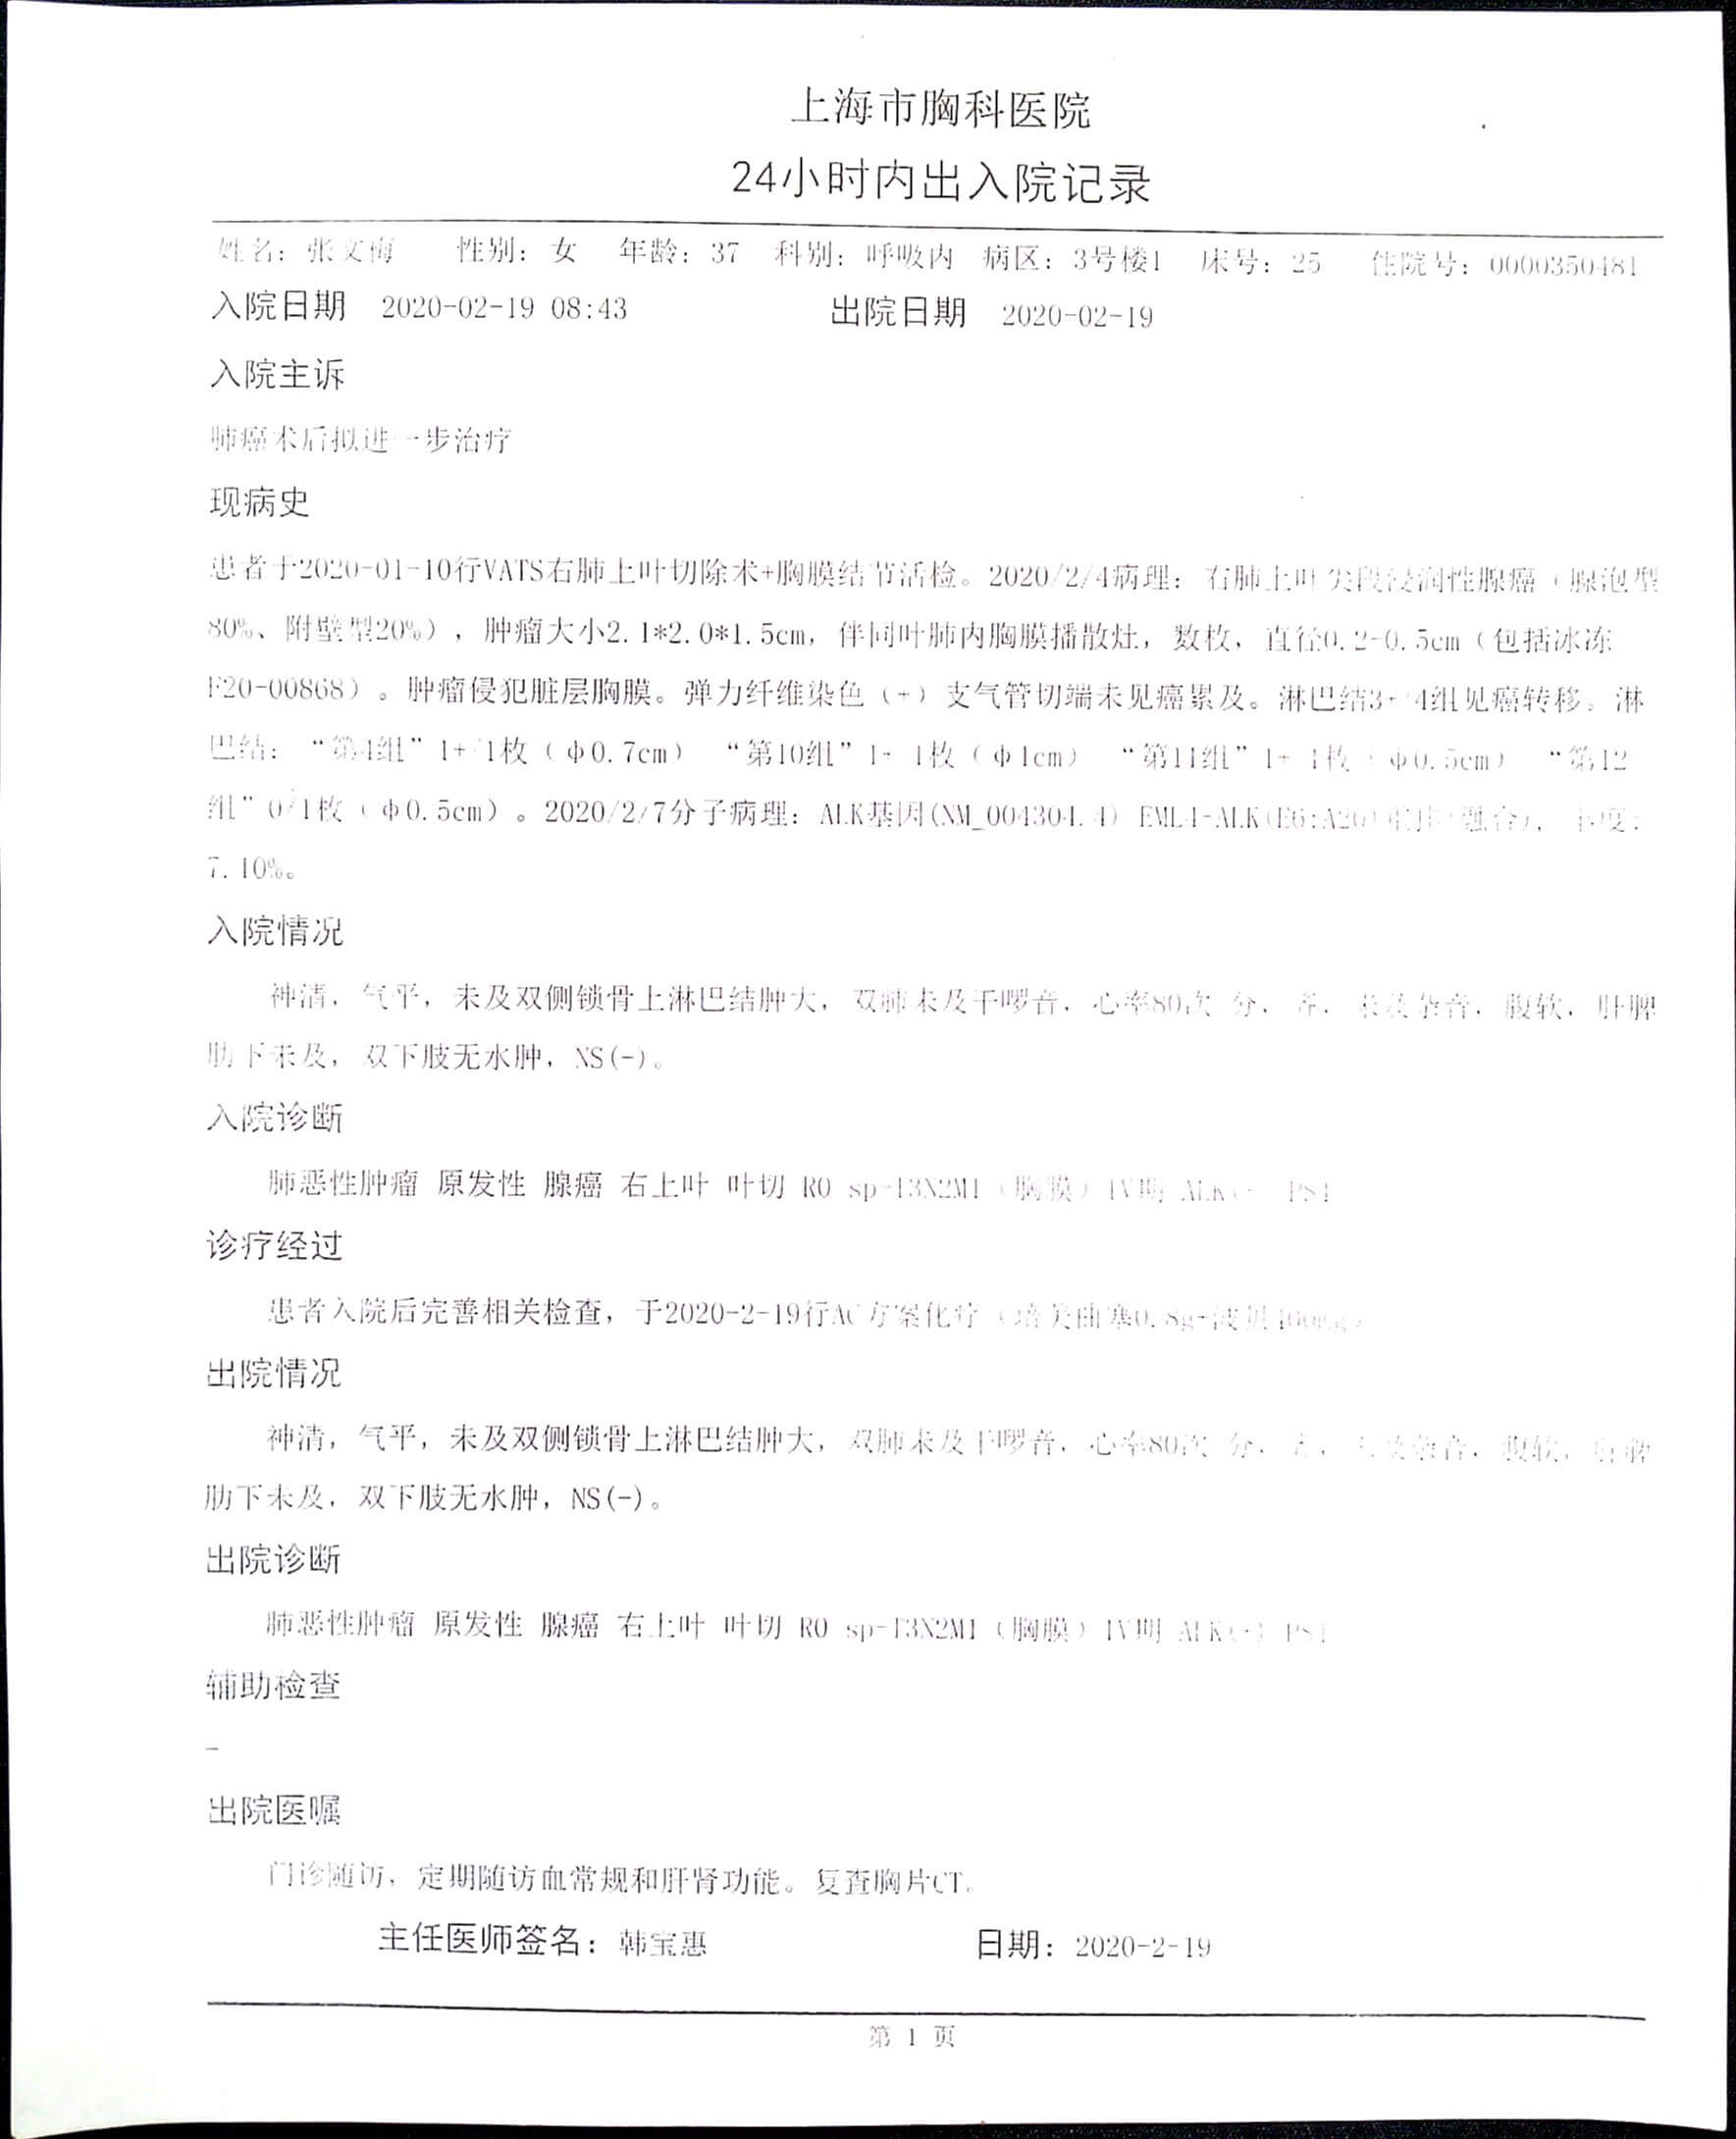 上海市胸科医院
24小时内出入院记录
姓名：张文梅 性别：女 年龄：37 科别：呼吸内 病区：3号楼1 床号：25 住院号：0000350481
入院日期 2020-02-19 08:43 出院日期 2020-02-19
入院主诉
肺癌术后拟进一步治疗
现病史
患者于2020-01-10行VATS右肺上叶切除术+胸膜结节活检。2020/2/4病理：右肺上叶尖段浸润性腺癌（腺泡型
80%、附壁型20%），肿瘤大小2.1*2.0*1.5cm，伴同叶肺内胸膜播散灶，数枚，直径0.2-0.5cm（包括冰冻
F20-00868）。肿瘤侵犯脏层胸膜。弹力纤维染色（+）支气管切端未见癌累及。淋巴结3+/4组见癌转移。淋
巴结：“第4组”1+/1枚（φ0.7cm） “第10组”1+/1枚（φ1cm） “第11组”1+/1枚（φ0.5cm） “第12
组”0/1枚（φ0.5cm）。2020/2/7分子病理：ALK基因(NM_004304.4) EML4-ALK(E6:A20)重排(融合)，丰度：
7.10%。
入院情况
神清，气平，未及双侧锁骨上淋巴结肿大，双肺未及干啰音，心率80次/分，齐，未及杂音，腹软，肝脾
肋下未及，双下肢无水肿，NS(-)。
入院诊断
肺恶性肿瘤 原发性 腺癌 右上叶 叶切 R0 sp-T3N2M1（胸膜）IV期 ALK PS1
诊疗经过
患者入院后完善相关检查，于2020-2-19行AC方案化疗（培美曲塞0.8g+波贝400mg）
出院情况
神清，气平，未及双侧锁骨上淋巴结肿大，双肺未及干啰音，心率80次/分，齐，未及杂音，腹软，肝脾
肋下未及，双下肢无水肿，NS(-)。
出院诊断
肺恶性肿瘤 原发性 腺癌 右上叶 叶切 R0 sp-T3N2M1（胸膜）IV期 ALK PS1
辅助检查
-
出院医嘱
门诊随访，定期随访血常规和肝肾功能。复查胸片CT。
主任医师签名：韩宝惠 日期：2020-2-19
第 1 页